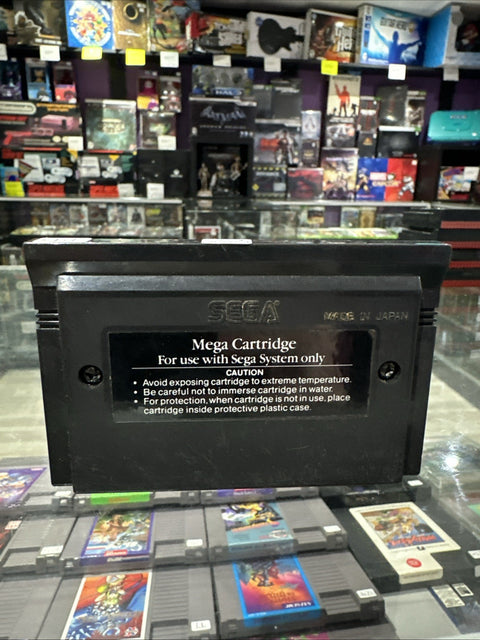 BATMAN
SEGA
MADE IN JAPAN
Mega Cartridge
For use with Sega System only
CAUTION
• Avoid exposing cartridge to extreme temperature.
• Be careful not to immerse cartridge in water.
• For protection, when cartridge is not in use, place
cartridge inside protective plastic case.